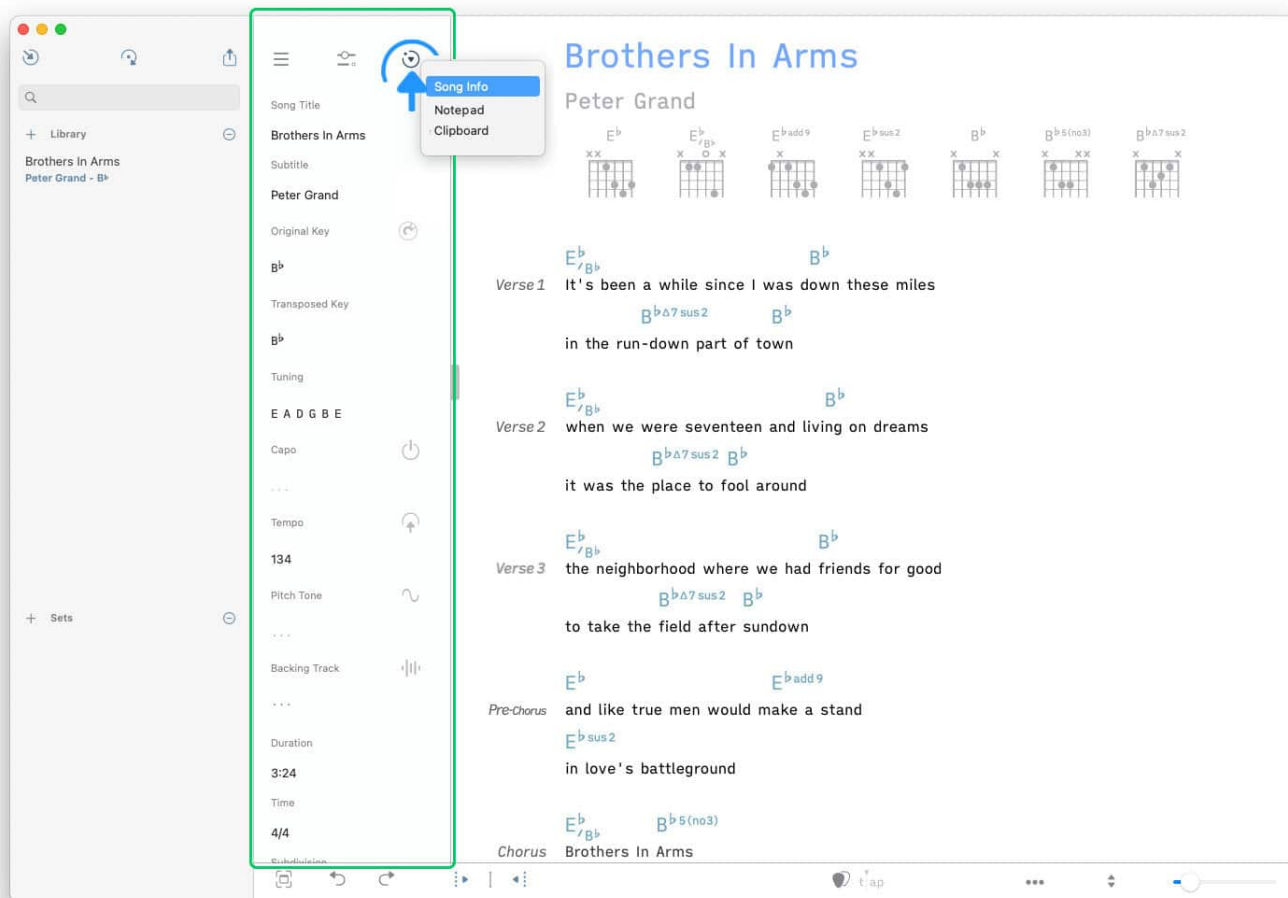 Library
Brothers In Arms
Peter Grand - B♭
Sets
Song Info
Notepad
Clipboard
Song Title
Brothers In Arms
Subtitle
Peter Grand
Original Key
B♭
Transposed Key
B♭
Tuning
E A D G B E
Capo
...
Tempo
134
Pitch Tone
...
Backing Track
...
Duration
3:24
Time
4/4
Subdivision
Brothers In Arms
Peter Grand
E♭ E♭/B♭ E♭add9 E♭sus2 B♭ B♭5(no3) B♭Δ7sus2
xx x o x x xx x x x xx x x
E♭/B♭ B♭
Verse 1 It's been a while since I was down these miles
B♭Δ7sus2 B♭
in the run-down part of town
E♭/B♭ B♭
Verse 2 when we were seventeen and living on dreams
B♭Δ7sus2 B♭
it was the place to fool around
E♭/B♭ B♭
Verse 3 the neighborhood where we had friends for good
B♭Δ7sus2 B♭
to take the field after sundown
E♭ E♭add9
Pre-Chorus and like true men would make a stand
E♭sus2
in love's battleground
E♭/B♭ B♭5(no3)
Chorus Brothers In Arms
t:ap